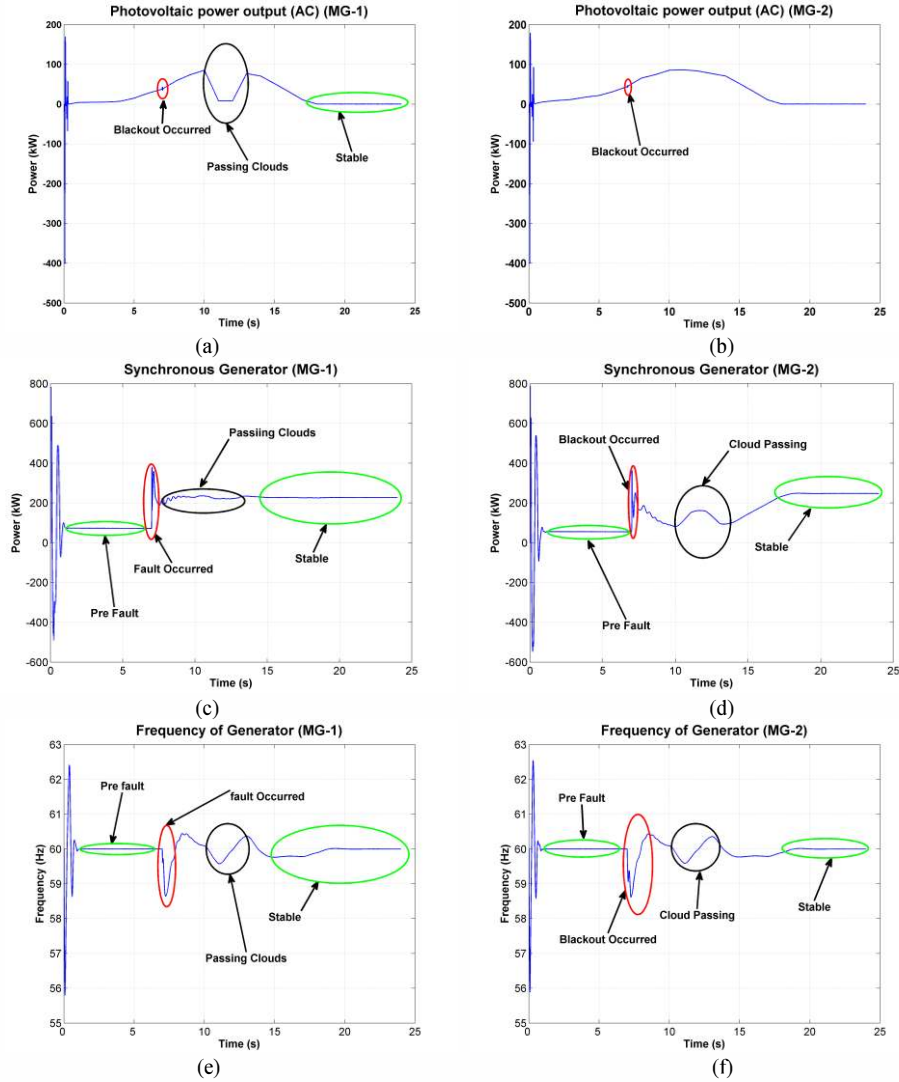 Photovoltaic power output (AC) (MG-1)
200
100
0
-100
-200
-300
-400
-500
Power (kW)
Blackout Occurred
Passing Clouds
Stable
0
5
10
15
20
25
Time (s)
(a)
Photovoltaic power output (AC) (MG-2)
200
100
0
-100
-200
-300
-400
-500
Power (kW)
Blackout Occurred
0
5
10
15
20
25
Time (s)
(b)
Synchronous Generator (MG-1)
800
600
400
200
0
-200
-400
-600
Power (kW)
Passiing Clouds
Fault Occurred
Stable
Pre Fault
0
5
10
15
20
25
Time (s)
(c)
Synchronous Generator (MG-2)
800
600
400
200
0
-200
-400
-600
Power (kW)
Blackout Occurred
Cloud Passing
Stable
Pre Fault
0
5
10
15
20
25
Time (s)
(d)
Frequency of Generator (MG-1)
63
62
61
60
59
58
57
56
55
Frequency (Hz)
Pre fault
fault Occurred
Stable
Passing Clouds
0
5
10
15
20
25
Time (s)
(e)
Frequency of Generator (MG-2)
63
62
61
60
59
58
57
56
55
Frequency (Hz)
Pre Fault
Cloud Passing
Stable
Blackout Occurred
0
5
10
15
20
25
Time (s)
(f)